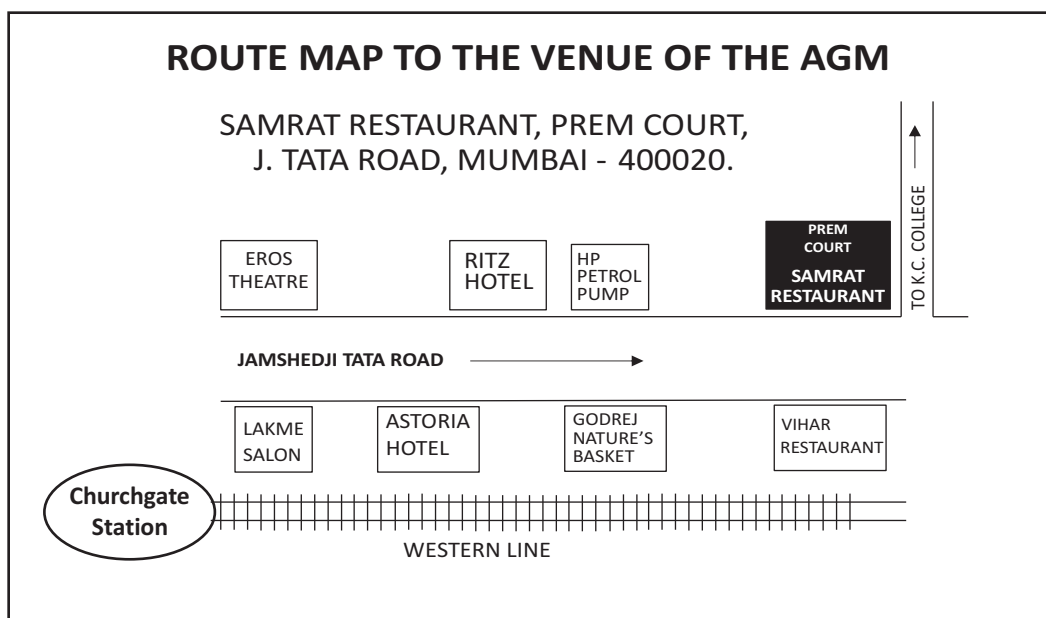 ROUTE MAP TO THE VENUE OF THE AGM
SAMRAT RESTAURANT, PREM COURT,
J. TATA ROAD, MUMBAI - 400020.
EROS
THEATRE
RITZ
HOTEL
HP
PETROL
PUMP
PREM
COURT
SAMRAT
RESTAURANT
TO K.C. COLLEGE
JAMSHEDJI TATA ROAD
LAKME
SALON
ASTORIA
HOTEL
GODREJ
NATURE'S
BASKET
VIHAR
RESTAURANT
Churchgate
Station
WESTERN LINE